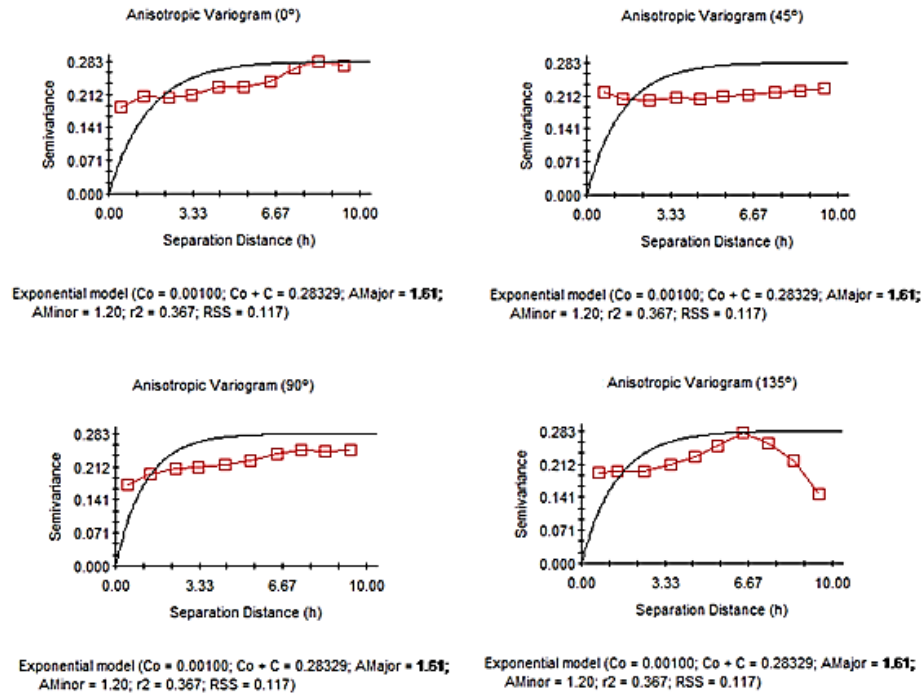 Anisotropic Variogram (0º)
Anisotropic Variogram (45º)
0.283
0.212
0.141
0.071
0.000
Semivariance
0.00 3.33 6.67 10.00
Separation Distance (h)
0.283
0.212
0.141
0.071
0.000
Semivariance
0.00 3.33 6.67 10.00
Separation Distance (h)
Exponential model (Co = 0.00100; Co + C = 0.28329; AMajor = 1.61;
AMinor = 1.20; r2 = 0.367; RSS = 0.117)
Exponential model (Co = 0.00100; Co + C = 0.28329; AMajor = 1.61;
AMinor = 1.20; r2 = 0.367; RSS = 0.117)
Anisotropic Variogram (90º)
Anisotropic Variogram (135º)
0.283
0.212
0.141
0.071
0.000
Semivariance
0.00 3.33 6.67 10.00
Separation Distance (h)
0.283
0.212
0.141
0.071
0.000
Semivariance
0.00 3.33 6.67 10.00
Separation Distance (h)
Exponential model (Co = 0.00100; Co + C = 0.28329; AMajor = 1.61;
AMinor = 1.20; r2 = 0.367; RSS = 0.117)
Exponential model (Co = 0.00100; Co + C = 0.28329; AMajor = 1.61;
AMinor = 1.20; r2 = 0.367; RSS = 0.117)